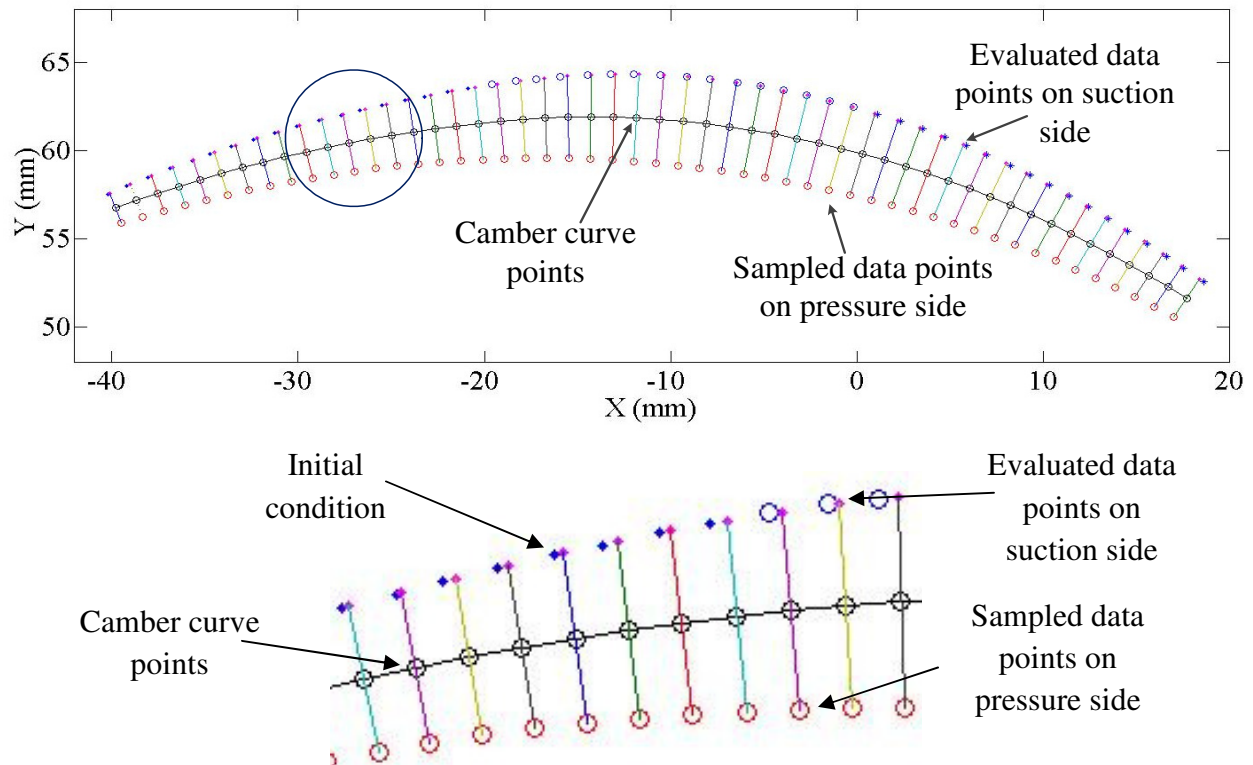 65
60
55
50
Y (mm)
-40
-30
-20
-10
0
10
20
X (mm)
Evaluated data
points on suction
side
Camber curve
points
Sampled data points
on pressure side
Initial
condition
Evaluated data
points on
suction side
Camber curve
points
Sampled data
points on
pressure side